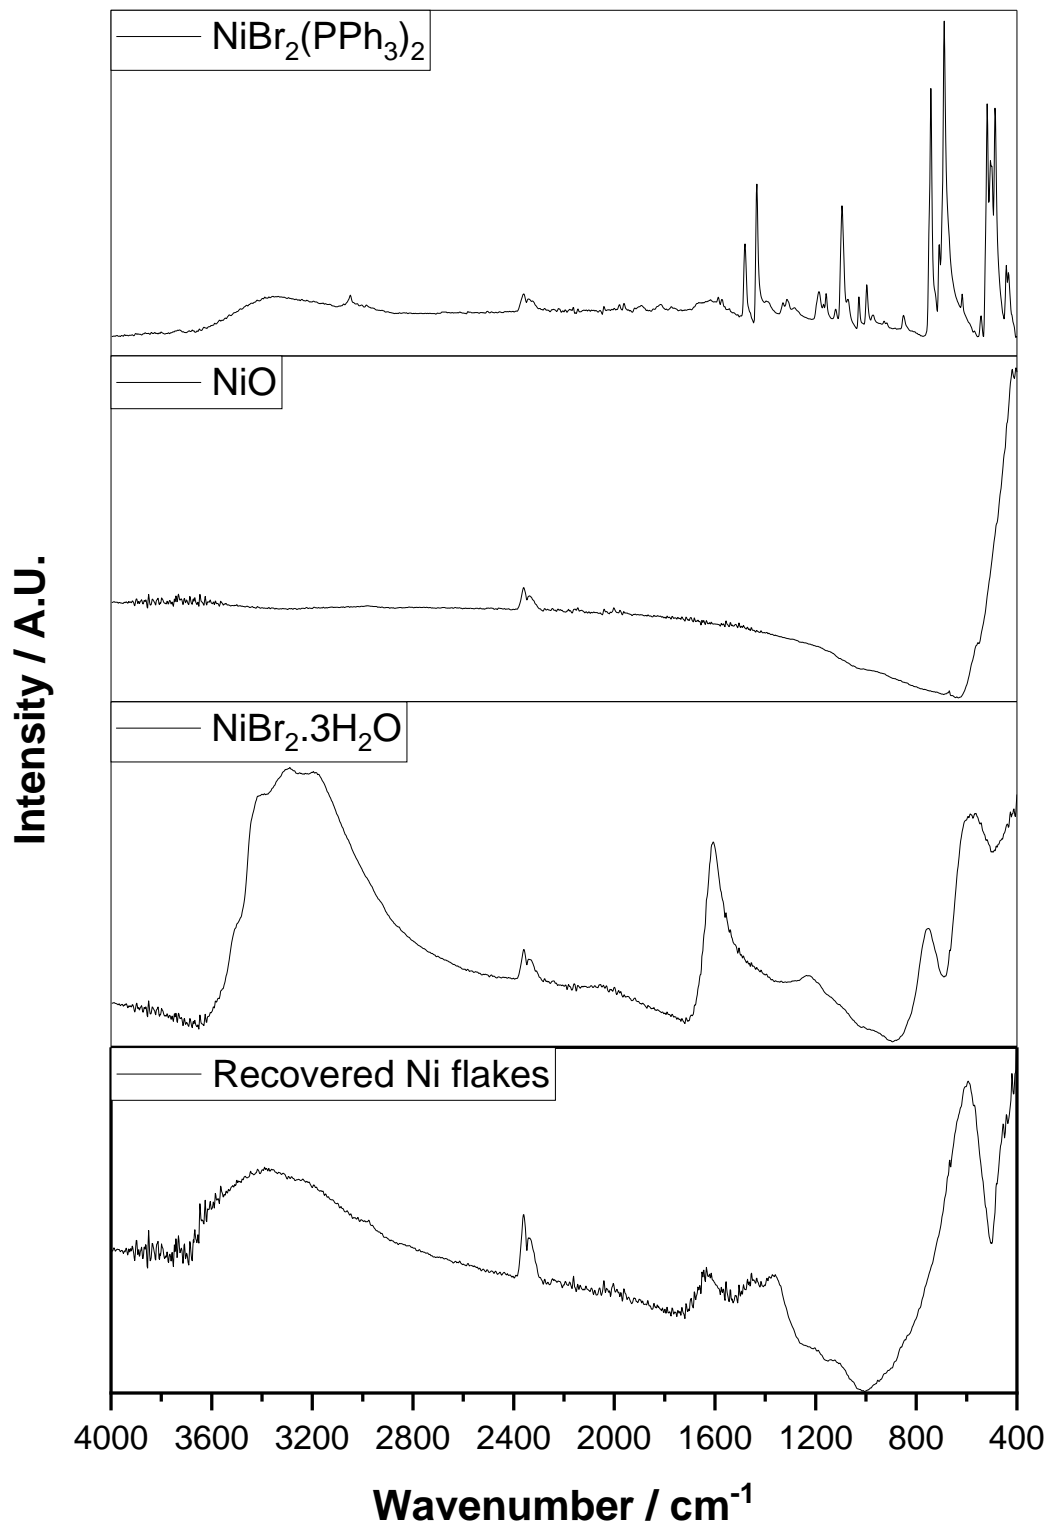 NiBr₂(PPh₃)₂
NiO
NiBr₂.3H₂O
Recovered Ni flakes
Intensity / A.U.
4000 3600 3200 2800 2400 2000 1600 1200 800 400
Wavenumber / cm⁻¹